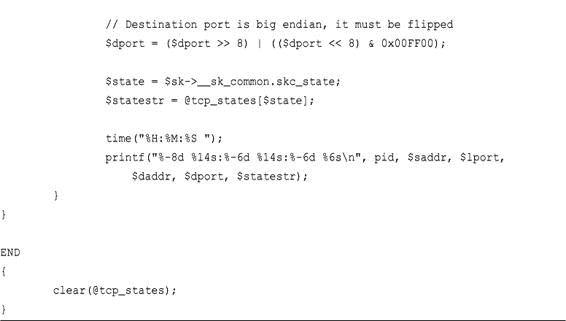 // Destination port is big endian, it must be flipped
$dport = ($dport >> 8) | (($dport << 8) & 0x00FF00);
$state = $sk->__sk_common.skc_state;
$statestr = @tcp_states[$state];
time("%H:%M:%S ");
printf("%-8d %14s:%-6d %14s:%-6d %6s\n", pid, $saddr, $lport,
$daddr, $dport, $statestr);
}
}
END
{
clear(@tcp_states);
}